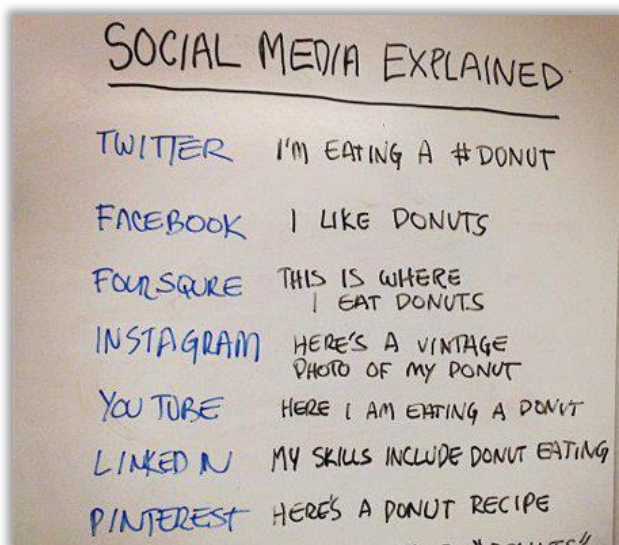 SOCIAL MEDIA EXPLAINED
TWITTER I'M EATING A #DONUT
FACEBOOK I LIKE DONUTS
FOURSQURE THIS IS WHERE
I EAT DONUTS
INSTAGRAM HERE'S A VINTAGE
PHOTO OF MY DONUT
YOU TUBE HERE I AM EATING A DONUT
LINKED IN MY SKILLS INCLUDE DONUT EATING
PINTEREST HERE'S A DONUT RECIPE
"DONUTS"